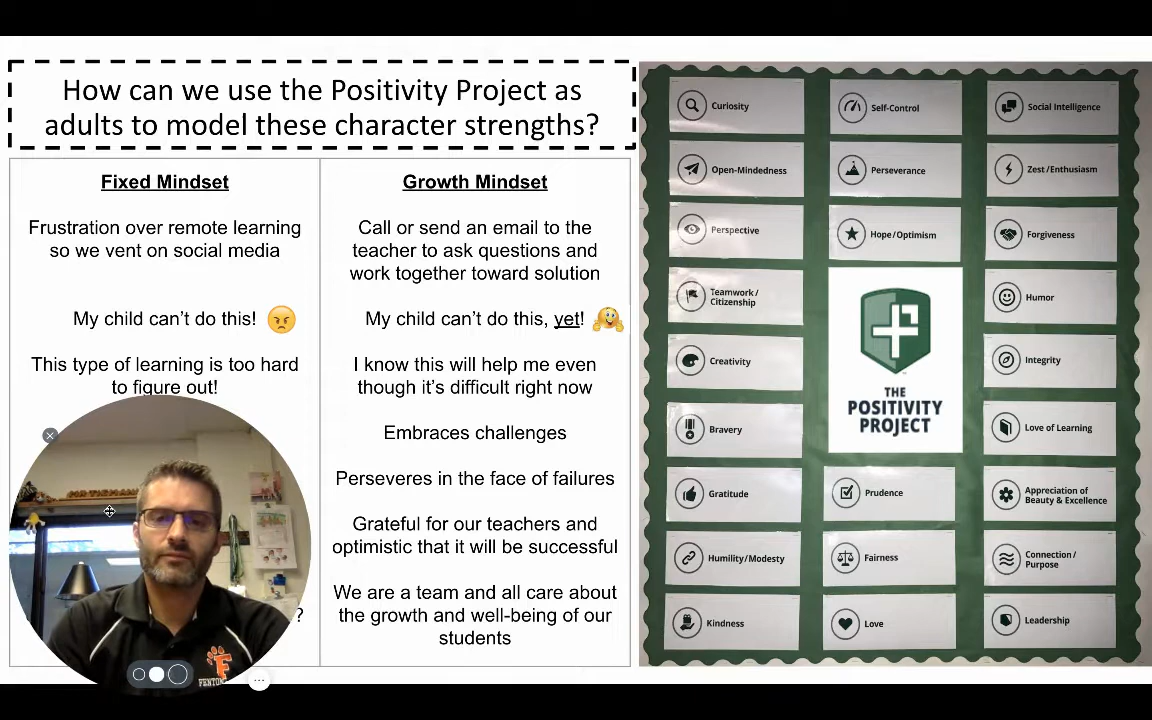 How can we use the Positivity Project as
adults to model these character strengths?
Fixed Mindset
Frustration over remote learning
so we vent on social media
My child can’t do this!
This type of learning is too hard
to figure out!
?
Growth Mindset
Call or send an email to the
teacher to ask questions and
work together toward solution
My child can’t do this, yet!
I know this will help me even
though it’s difficult right now
Embraces challenges
Perseveres in the face of failures
Grateful for our teachers and
optimistic that it will be successful
We are a team and all care about
the growth and well-being of our
students
Curiosity
Open-Mindedness
Perspective
Teamwork /
Citizenship
Creativity
Bravery
Gratitude
Humility/Modesty
Kindness
Self-Control
Perseverance
Hope/Optimism
THE
POSITIVITY
PROJECT
Prudence
Fairness
Love
Social Intelligence
Zest/Enthusiasm
Forgiveness
Humor
Integrity
Love of Learning
Appreciation of
Beauty & Excellence
Connection/
Purpose
Leadership
F
FENTON